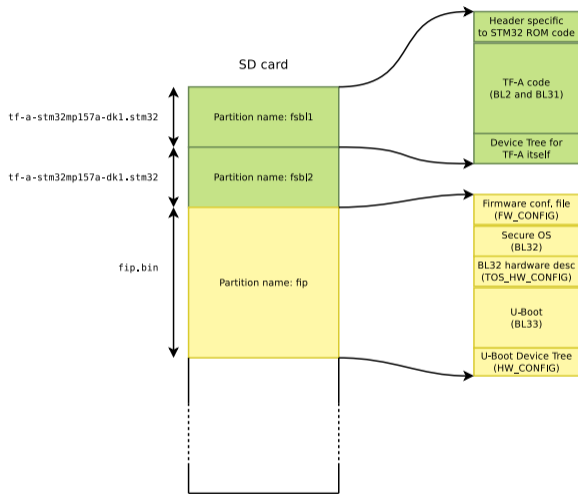 SD card
tf-a-stm32mp157a-dk1.stm32
Partition name: fsbl1
tf-a-stm32mp157a-dk1.stm32
Partition name: fsbl2
fip.bin
Partition name: fip
Header specific
to STM32 ROM code
TF-A code
(BL2 and BL31)
Device Tree for
TF-A itself
Firmware conf. file
(FW_CONFIG)
Secure OS
(BL32)
BL32 hardware desc
(TOS_HW_CONFIG)
U-Boot
(BL33)
U-Boot Device Tree
(HW_CONFIG)